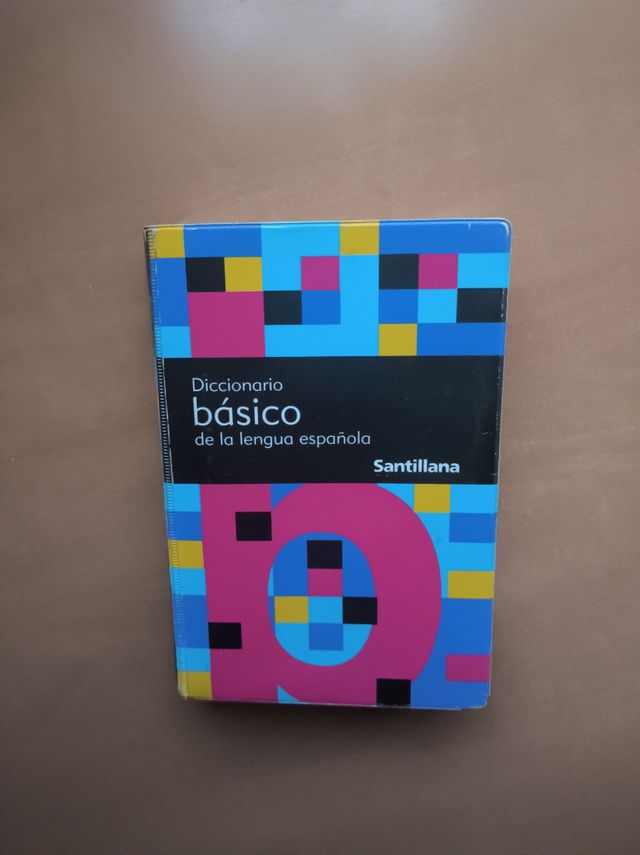 Diccionario
básico
de la lengua española
Santillana
b